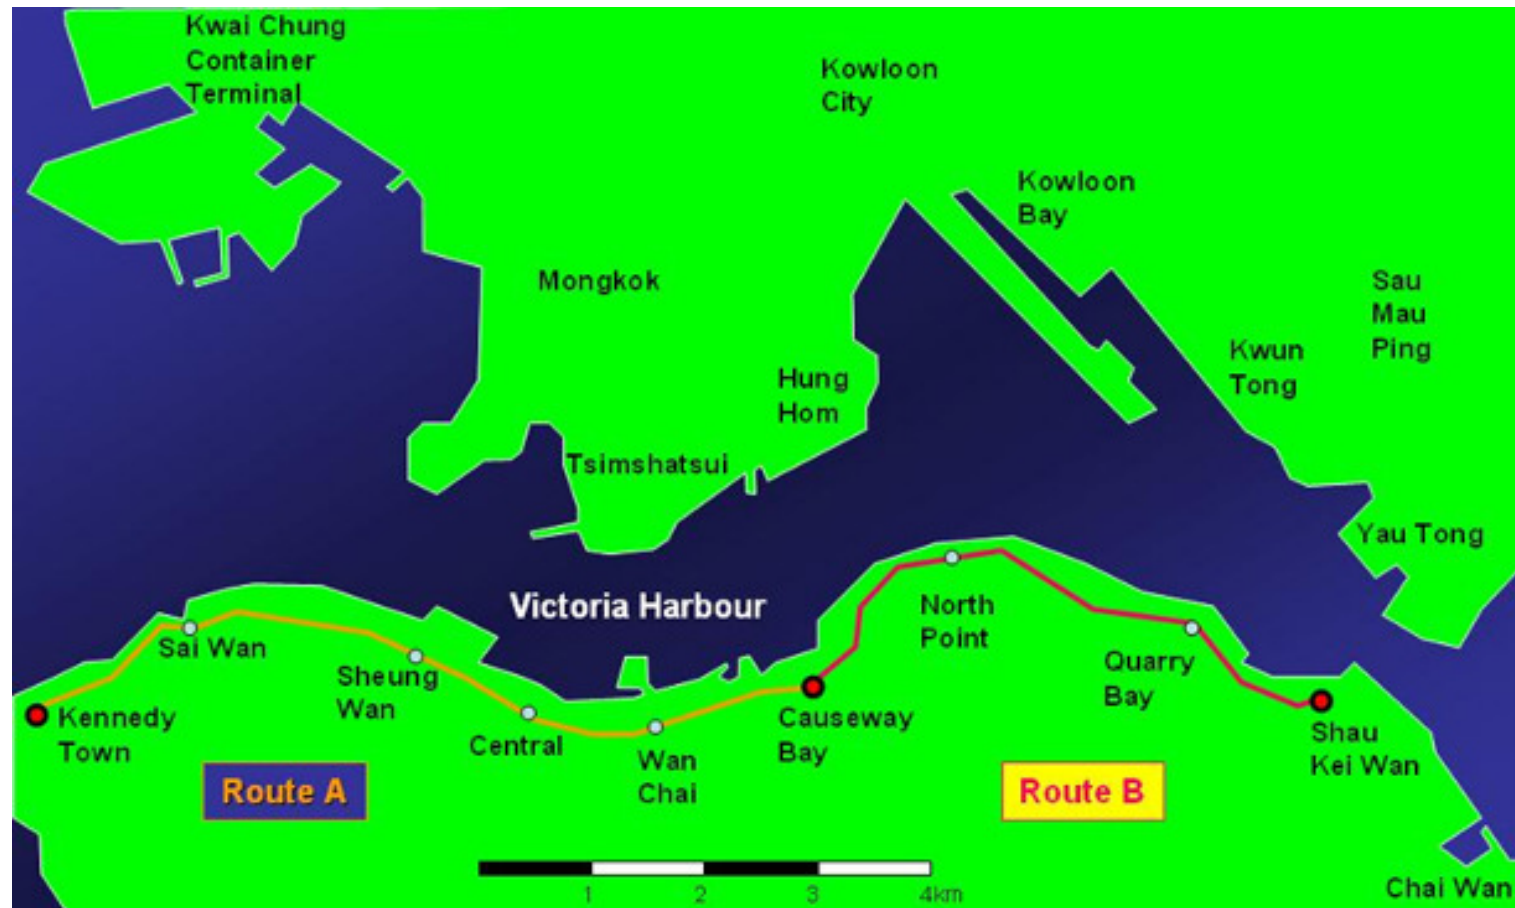 Kwai Chung
Container
Terminal
Kowloon
City
Kowloon
Bay
Mongkok
Sau
Mau
Ping
Kwun
Tong
Hung
Hom
Tsimshatsui
Yau Tong
Victoria Harbour
North
Point
Sai Wan
Sheung
Wan
Quarry
Bay
Kennedy
Town
Central
Wan
Chai
Causeway
Bay
Shau
Kei Wan
Route A
Route B
1 2 3 4km
Chai Wan